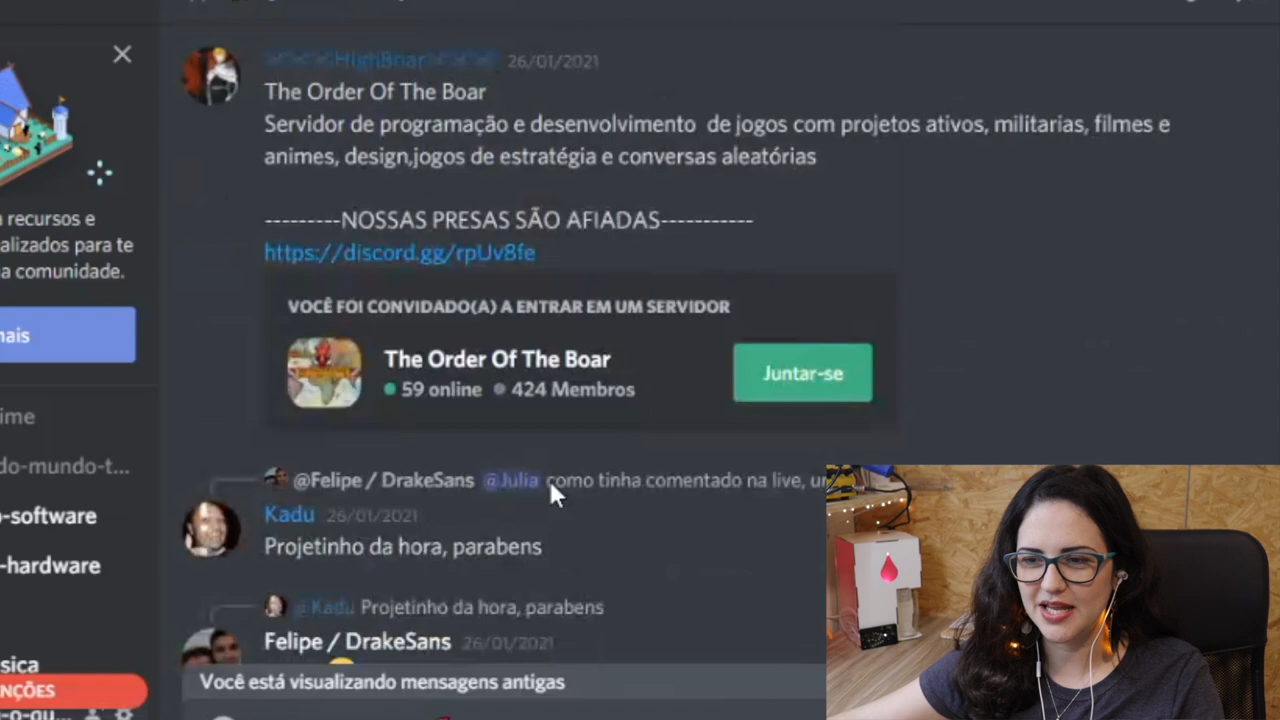 HighBoar 26/01/2021
The Order Of The Boar
Servidor de programação e desenvolvimento de jogos com projetos ativos, militarias, filmes e
animes, design,jogos de estratégia e conversas aleatórias
---------NOSSAS PRESAS SÃO AFIADAS-----------
https://discord.gg/rpUv8fe
VOCÊ FOI CONVIDADO(A) A ENTRAR EM UM SERVIDOR
The Order Of The Boar
59 online 424 Membros
Juntar-se
@Felipe / DrakeSans @Julia como tinha comentado na live, ur
Kadu 26/01/2021
Projetinho da hora, parabens
@Kadu Projetinho da hora, parabens
Felipe / DrakeSans 26/01/2021
Você está visualizando mensagens antigas
recursos e
alizados para te
a comunidade.
nais
ime
do-mundo-t...
o-software
-hardware
sica
NÇÕES
-o-gu...